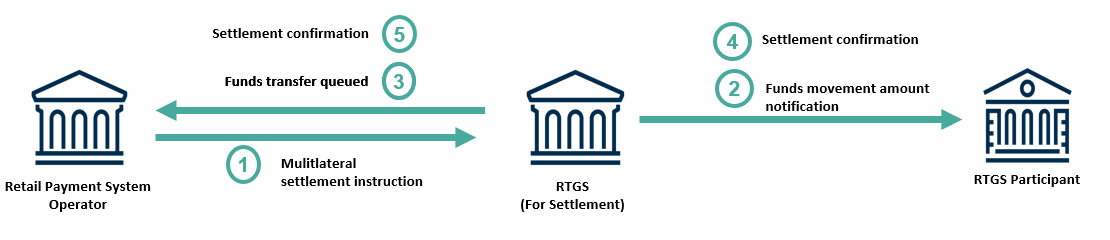 Settlement confirmation 5
Funds transfer queued 3
1 Mulitlateral
settlement instruction
Retail Payment System
Operator
RTGS
(For Settlement)
4 Settlement confirmation
2 Funds movement amount
notification
RTGS Participant